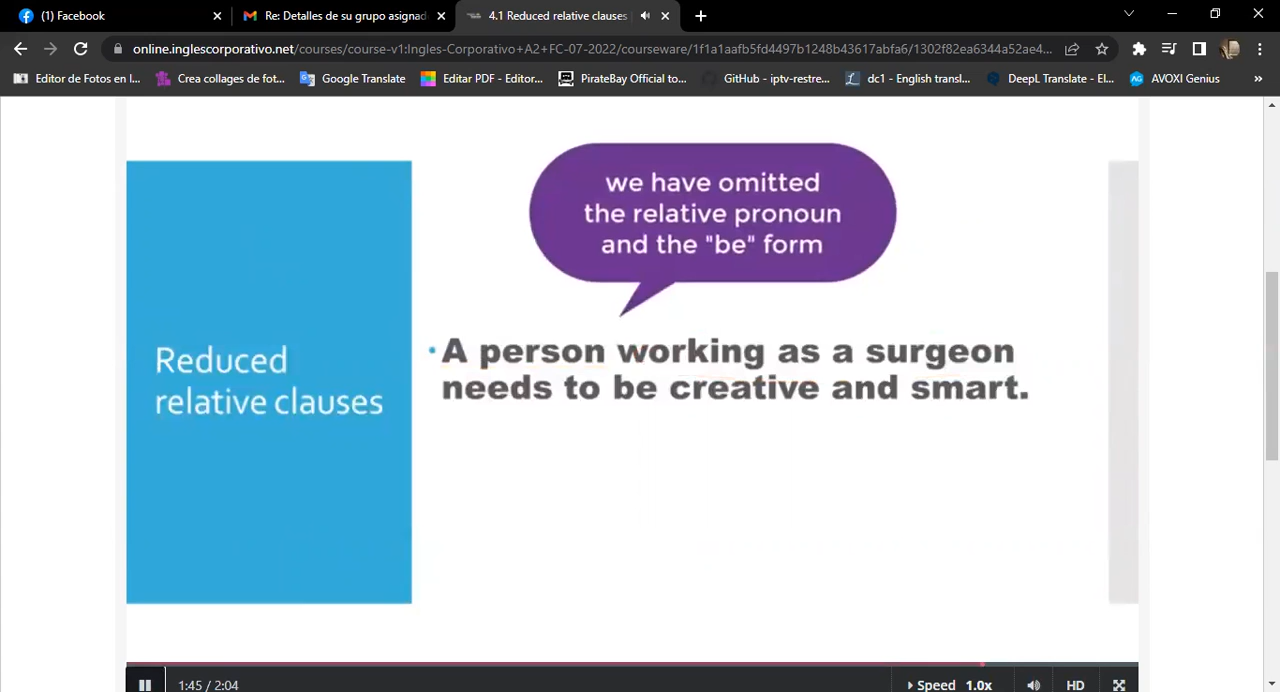 (1) Facebook
Re: Detalles de su grupo asignad
4.1 Reduced relative clauses
online.inglescorporativo.net/courses/course-v1:Ingles-Corporativo+A2+FC-07-2022/courseware/1f1a1aafb5fd4497b1248b43617abfa6/1302f82ea6344a52ae4...
Editor de Fotos en l...
Crea collages de fot...
Google Translate
Editar PDF - Editor...
PirateBay Official to...
GitHub - iptv-restre...
dc1 - English transl...
DeepL Translate - El...
AG
AVOXI Genius
»
we have omitted
the relative pronoun
and the "be" form
Reduced
relative clauses
• A person working as a surgeon
needs to be creative and smart.
1:45 / 2:04
Speed 1.0x
HD